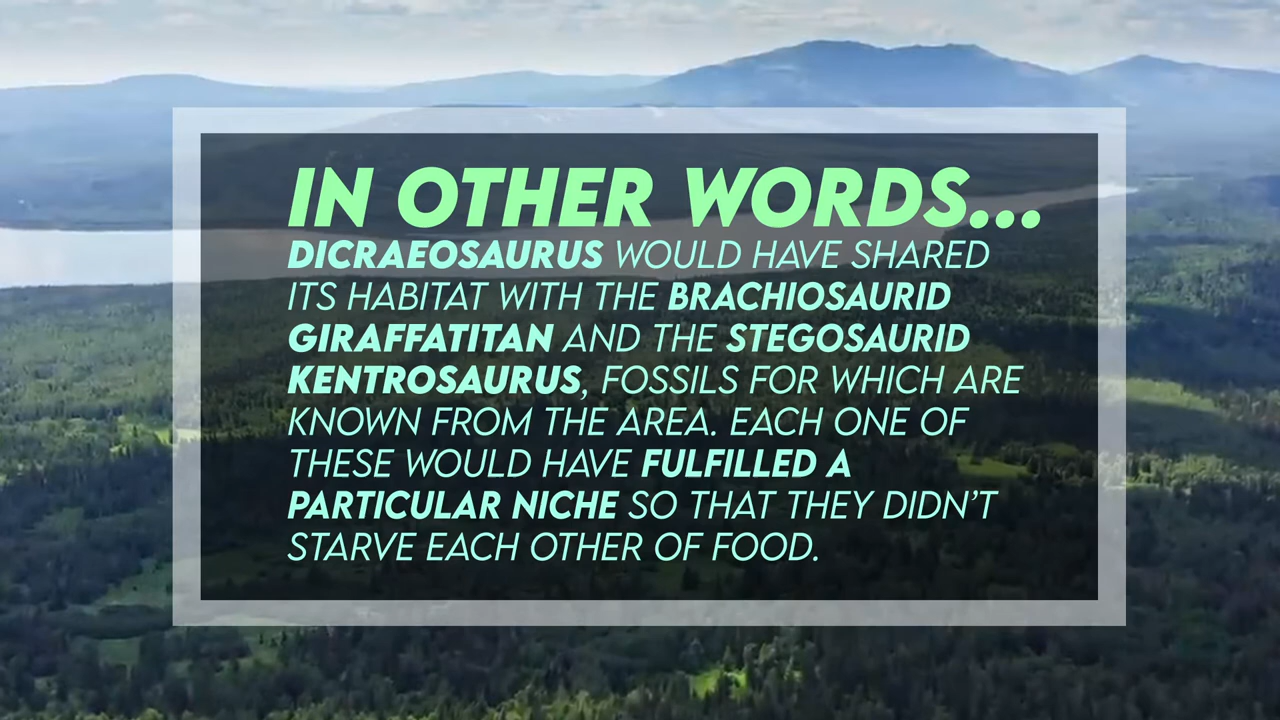 IN OTHER WORDS...
DICRAEOSAURUS WOULD HAVE SHARED
ITS HABITAT WITH THE BRACHIOSAURID
GIRAFFATITAN AND THE STEGOSAURID
KENTROSAURUS, FOSSILS FOR WHICH ARE
KNOWN FROM THE AREA. EACH ONE OF
THESE WOULD HAVE FULFILLED A
PARTICULAR NICHE SO THAT THEY DIDN'T
STARVE EACH OTHER OF FOOD.